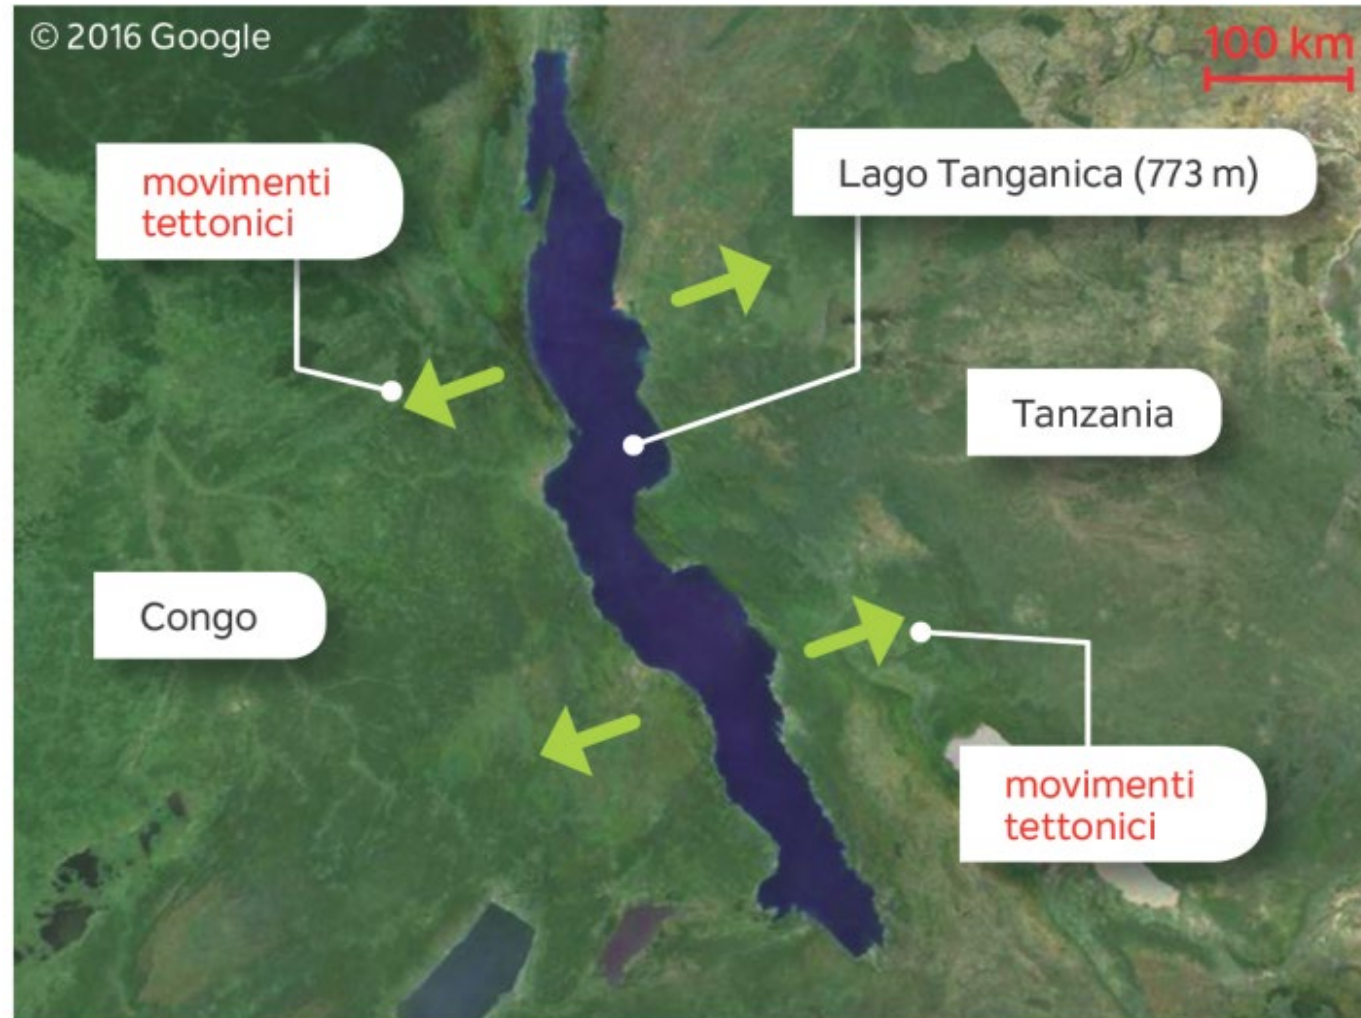 © 2016 Google
100 km
movimenti
tettonici
Lago Tanganica (773 m)
Tanzania
Congo
movimenti
tettonici